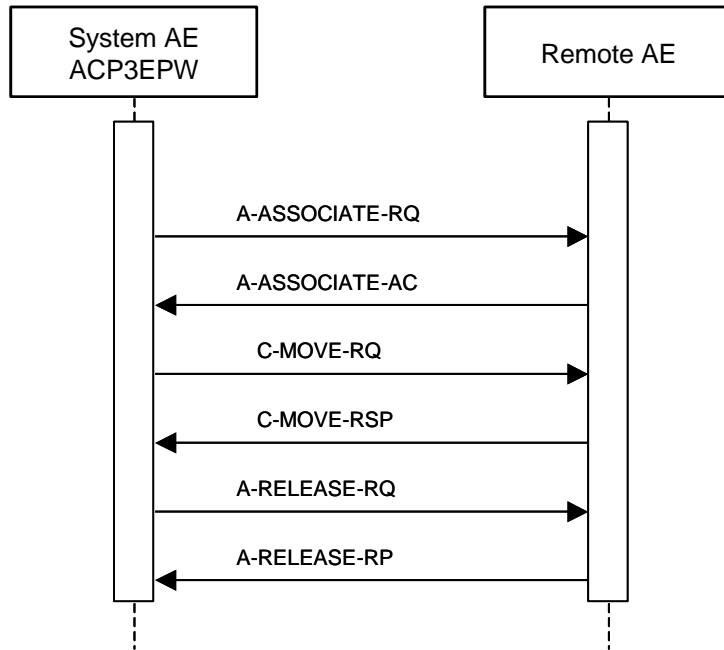 System AE
ACP3EPW
Remote AE
A-ASSOCIATE-RQ
A-ASSOCIATE-AC
C-MOVE-RQ
C-MOVE-RSP
A-RELEASE-RQ
A-RELEASE-RP